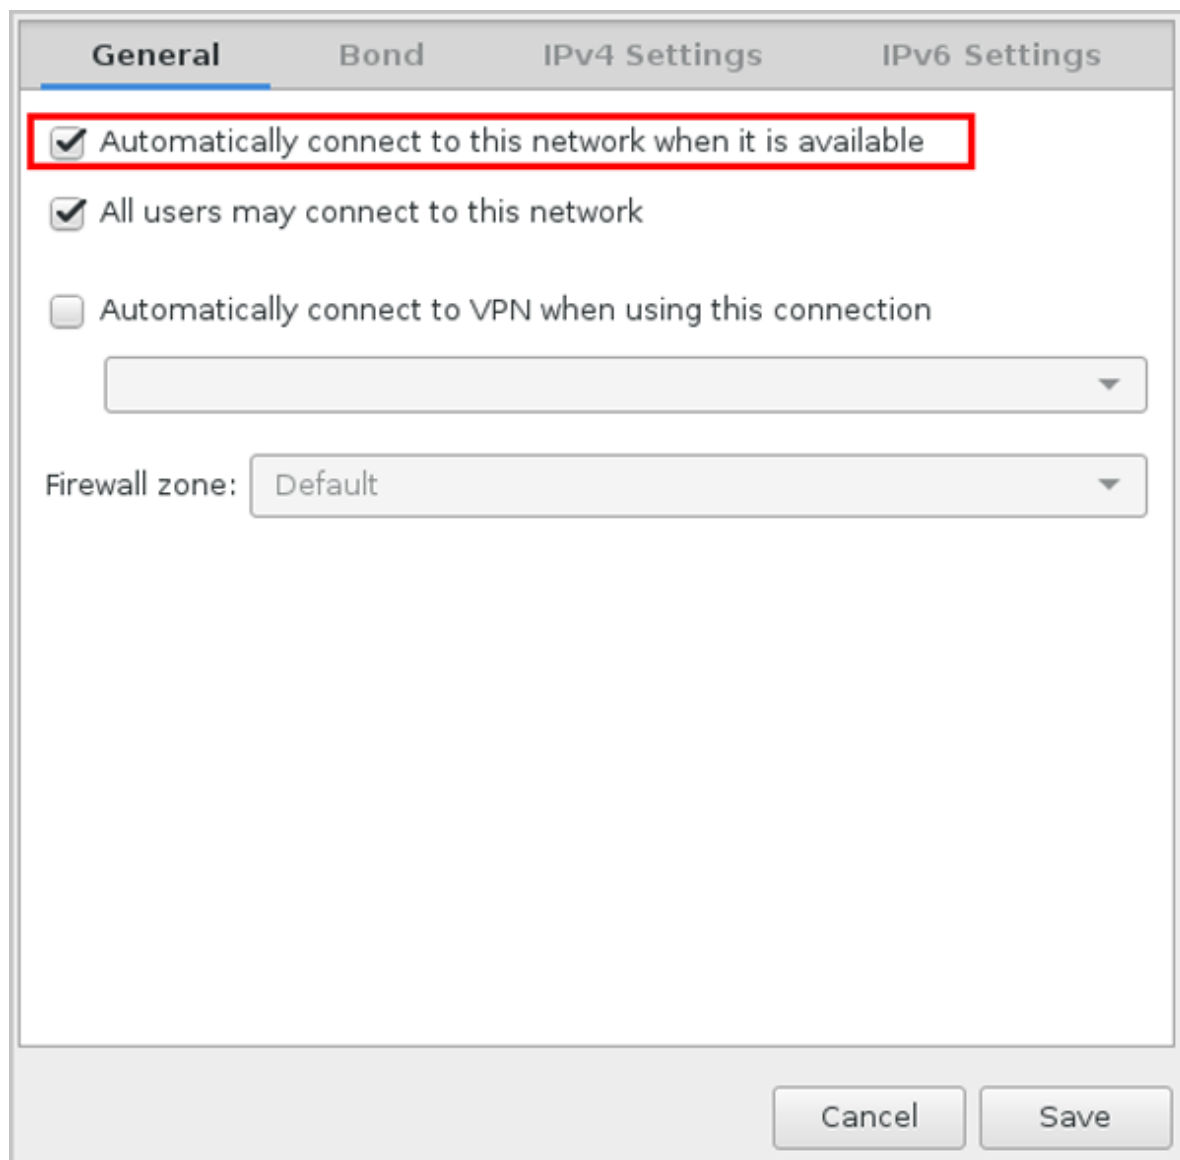 General Bond IPv4 Settings IPv6 Settings
Automatically connect to this network when it is available
All users may connect to this network
Automatically connect to VPN when using this connection
Firewall zone: Default
Cancel Save